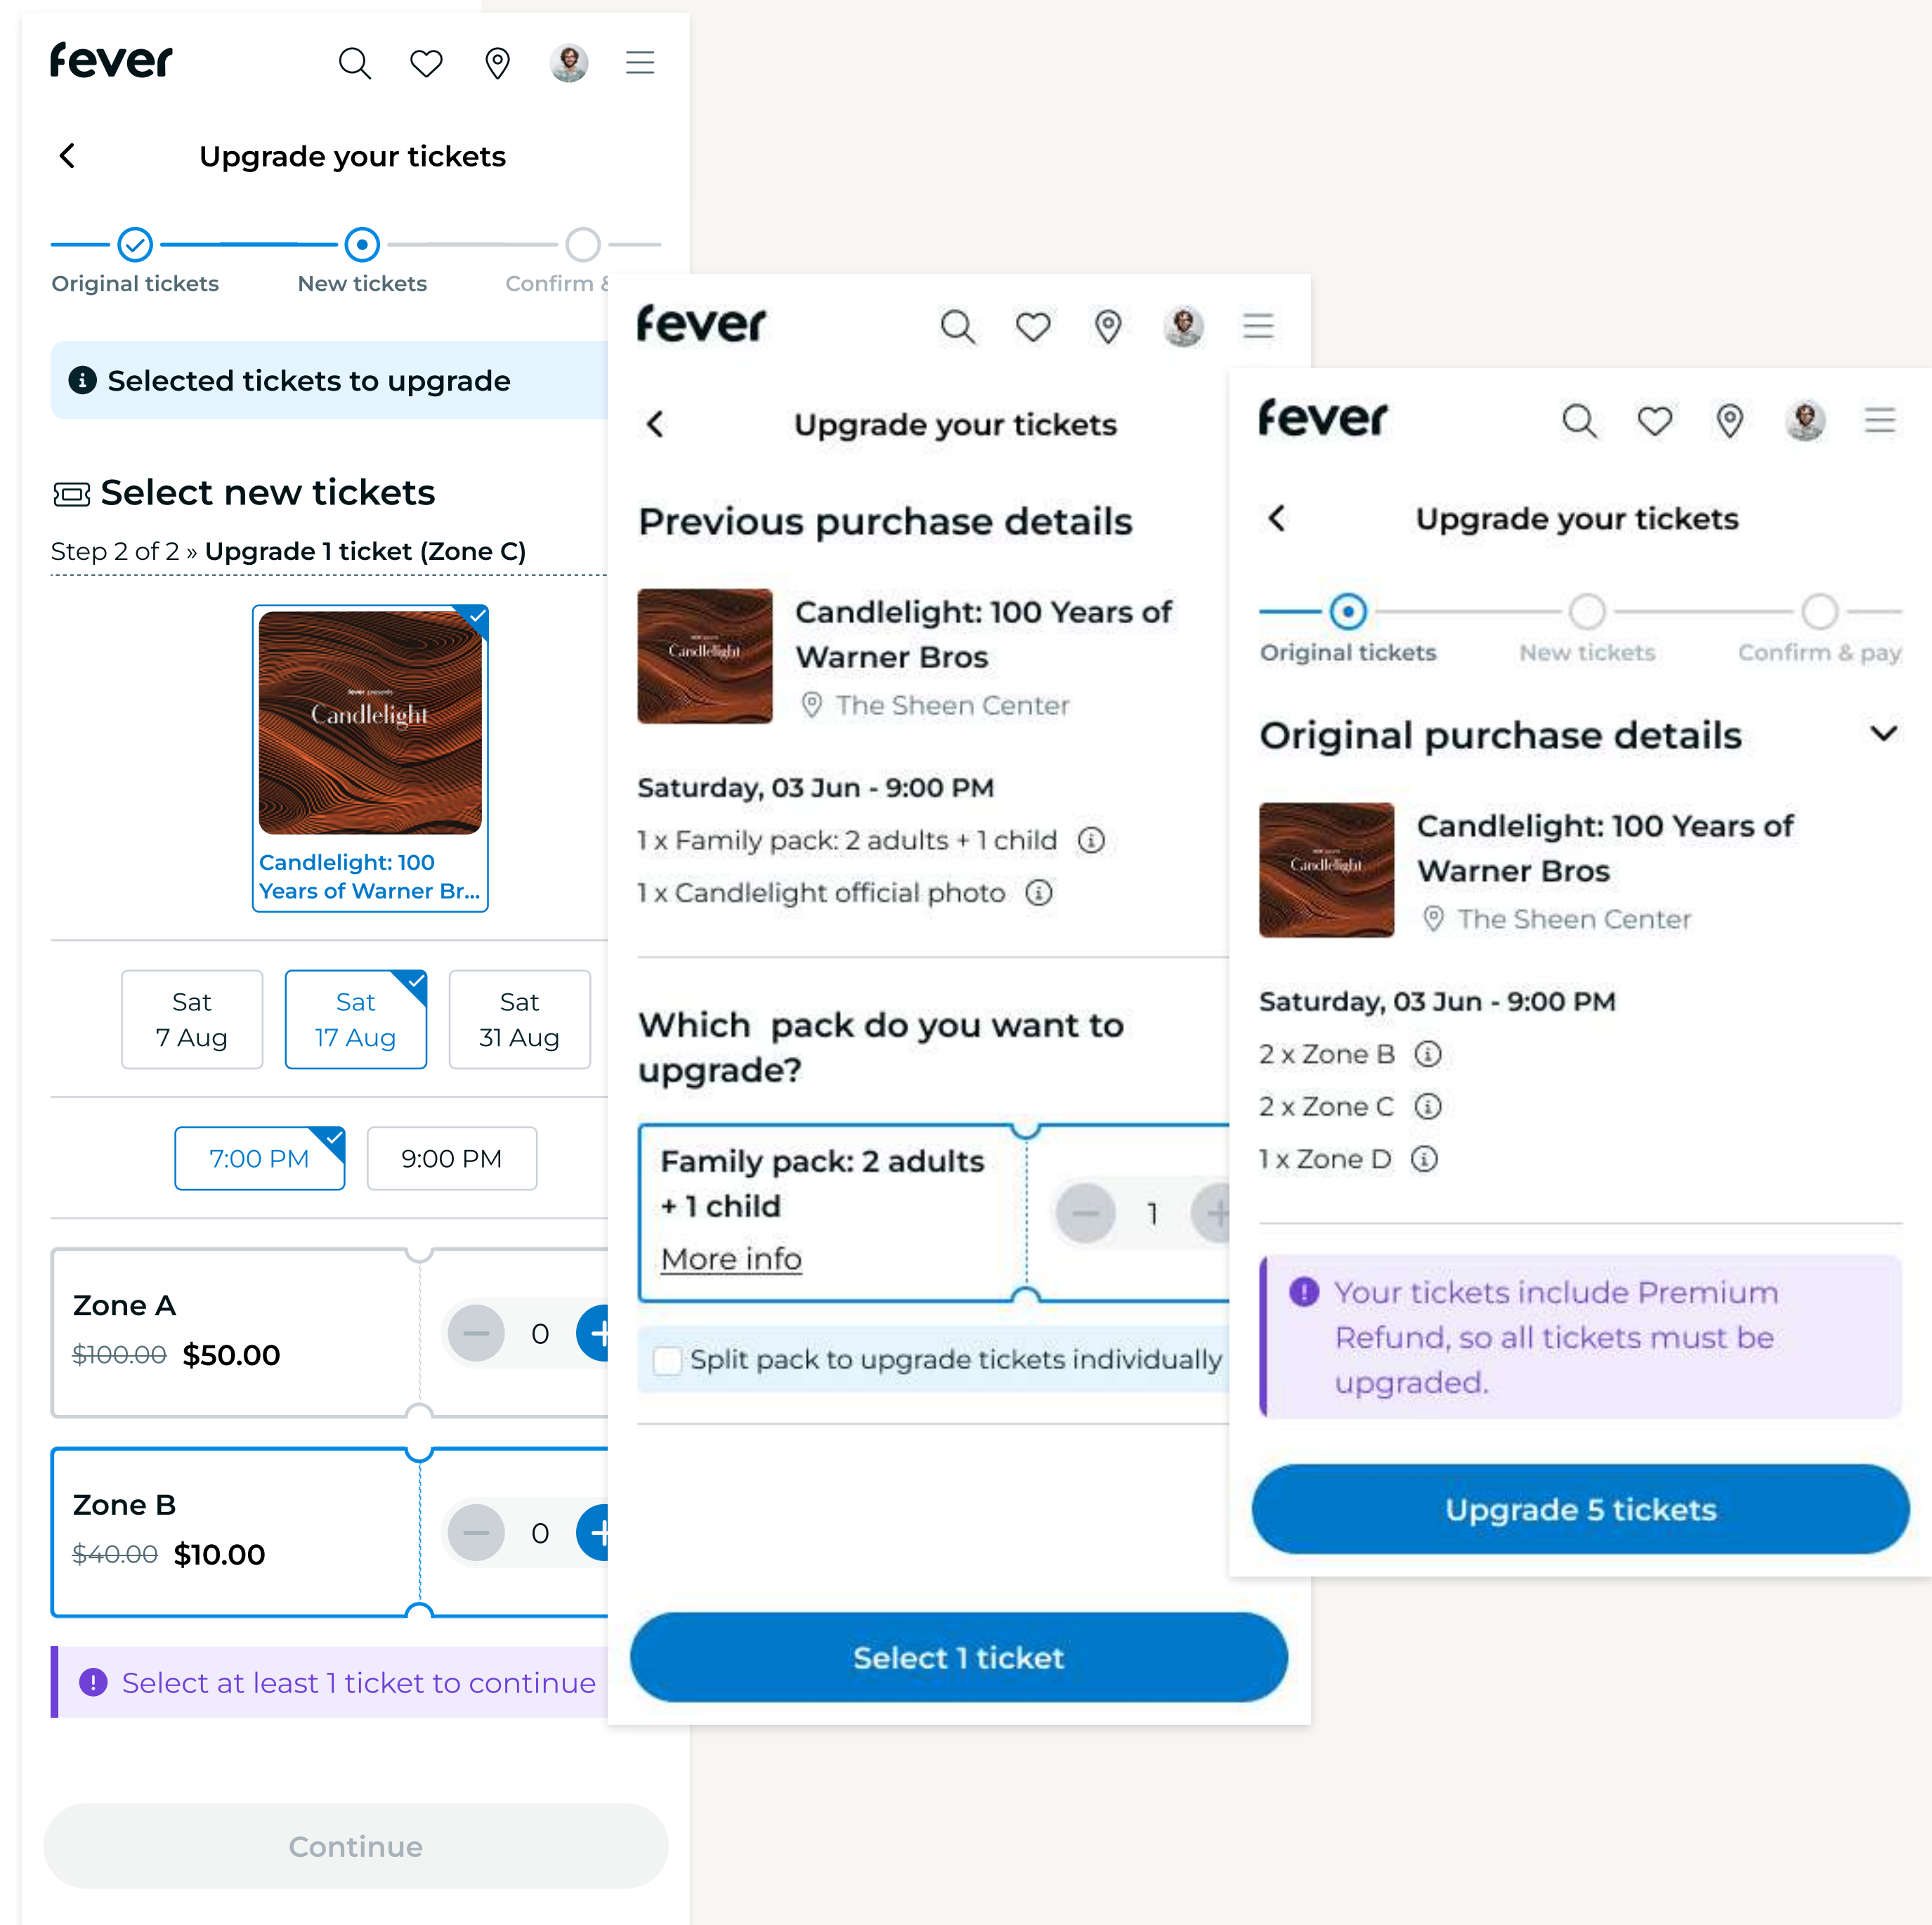 fever
Upgrade your tickets
Original tickets
New tickets
Confirm &
Selected tickets to upgrade
Select new tickets
Step 2 of 2 » Upgrade 1 ticket (Zone C)
fever presents
Candlelight
Candlelight: 100
Years of Warner Br...
Sat
7 Aug
Sat
17 Aug
Sat
31 Aug
7:00 PM
9:00 PM
Zone A
$100.00 $50.00
0
Zone B
$40.00 $10.00
0
Select at least 1 ticket to continue
Continue
fever
Upgrade your tickets
Previous purchase details
Candlelight
Candlelight: 100 Years of
Warner Bros
The Sheen Center
Saturday, 03 Jun - 9:00 PM
1 x Family pack: 2 adults + 1 child
1 x Candlelight official photo
Which pack do you want to
upgrade?
Family pack: 2 adults
+ 1 child
More info
1
Split pack to upgrade tickets individually
Select 1 ticket
fever
Upgrade your tickets
Original tickets
New tickets
Confirm & pay
Original purchase details
Candlelight
Candlelight: 100 Years of
Warner Bros
The Sheen Center
Saturday, 03 Jun - 9:00 PM
2 x Zone B
2 x Zone C
1 x Zone D
Your tickets include Premium
Refund, so all tickets must be
upgraded.
Upgrade 5 tickets